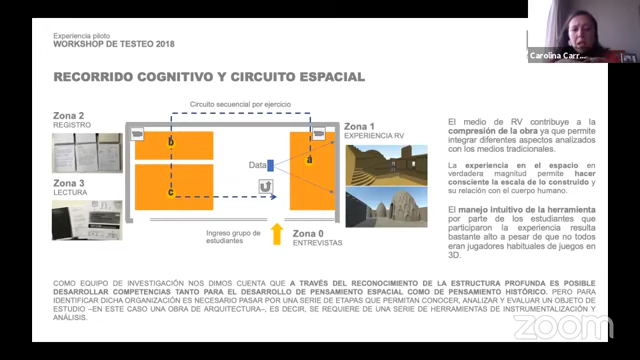 Experiencia piloto
WORKSHOP DE TESTEO 2018
RECORRIDO COGNITIVO Y CIRCUITO ESPACIAL
Circuito secuencial por ejercicio
Zona 2
REGISTRO
Zona 3
LECTURA
b
c
a
Data
Zona 1
EXPERIENCIA RV
Ingreso grupo de
estudiantes
Zona 0
ENTREVISTAS
El medio de RV contribuye a la
compresión de la obra ya que permite
integrar diferentes aspectos analizados
con los medios tradicionales.
La experiencia en el espacio en
verdadera magnitud permite hacer
consciente la escala de lo construido y
su relación con el cuerpo humano.
El manejo intuitivo de la herramienta
por parte de los estudiantes que
participaron la experiencia resulta
bastante alto a pesar de que no todos
eran jugadores habituales de juegos en
3D.
COMO EQUIPO DE INVESTIGACIÓN NOS DIMOS CUENTA QUE A TRAVÉS DEL RECONOCIMIENTO DE LA ESTRUCTURA PROFUNDA ES POSIBLE
DESARROLLAR COMPETENCIAS TANTO PARA EL DESARROLLO DE PENSAMIENTO ESPACIAL COMO DE PENSAMIENTO HISTÓRICO. PERO PARA
IDENTIFICAR DICHA ORGANIZACIÓN ES NECESARIO PASAR POR UNA SERIE DE ETAPAS QUE PERMITAN CONOCER, ANALIZAR Y EVALUAR UN OBJETO DE
ESTUDIO –EN ESTE CASO UNA OBRA DE ARQUITECTURA–, ES DECIR, SE REQUIERE DE UNA SERIE DE HERRAMIENTAS DE INSTRUMENTALIZACIÓN Y
ANÁLISIS.
Carolina Carr...
zoom